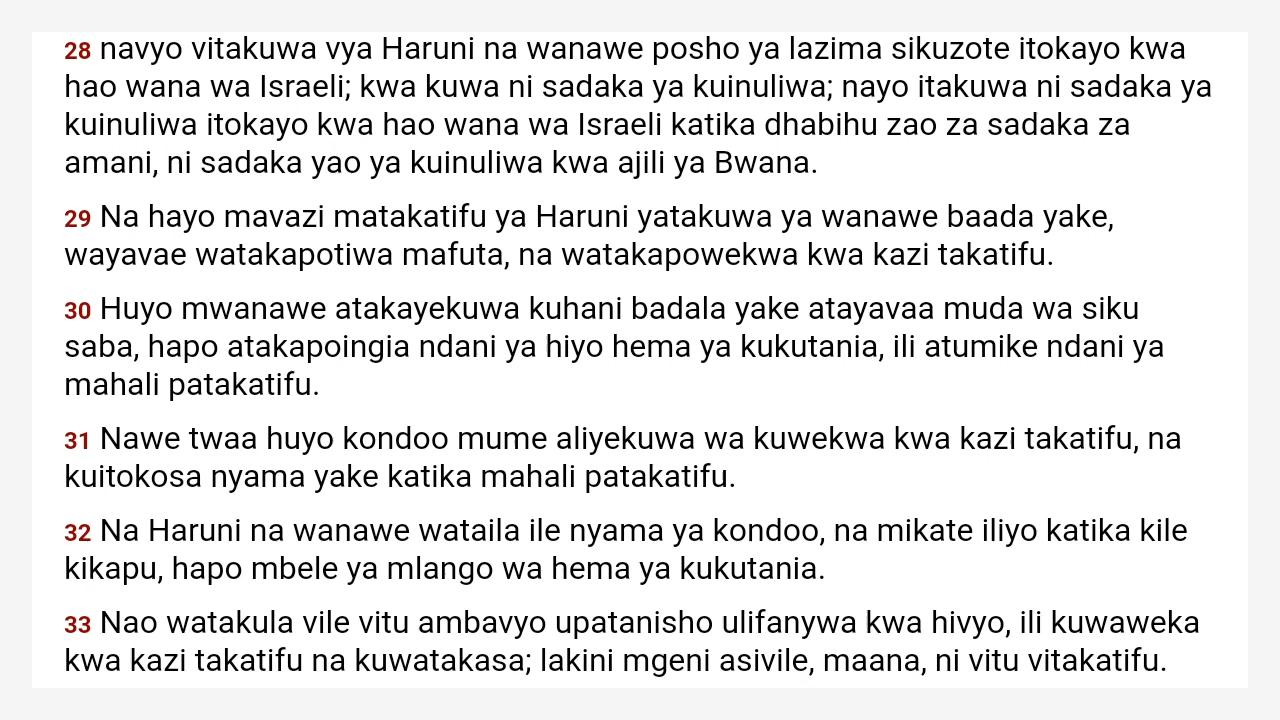 28 navyo vitakuwa vya Haruni na wanawe posho ya lazima sikuzote itokayo kwa
hao wana wa Israeli; kwa kuwa ni sadaka ya kuinuliwa; nayo itakuwa ni sadaka ya
kuinuliwa itokayo kwa hao wana wa Israeli katika dhabihu zao za sadaka za
amani, ni sadaka yao ya kuinuliwa kwa ajili ya Bwana.
29 Na hayo mavazi matakatifu ya Haruni yatakuwa ya wanawe baada yake,
wayavae watakapotiwa mafuta, na watakapowekwa kwa kazi takatifu.
30 Huyo mwanawe atakayekuwa kuhani badala yake atayavaa muda wa siku
saba, hapo atakapoingia ndani ya hiyo hema ya kukutania, ili atumike ndani ya
mahali patakatifu.
31 Nawe twaa huyo kondoo mume aliyekuwa wa kuwekwa kwa kazi takatifu, na
kuitokosa nyama yake katika mahali patakatifu.
32 Na Haruni na wanawe wataila ile nyama ya kondoo, na mikate iliyo katika kile
kikapu, hapo mbele ya mlango wa hema ya kukutania.
33 Nao watakula vile vitu ambavyo upatanisho ulifanywa kwa hivyo, ili kuwaweka
kwa kazi takatifu na kuwatakasa; lakini mgeni asivile, maana, ni vitu vitakatifu.